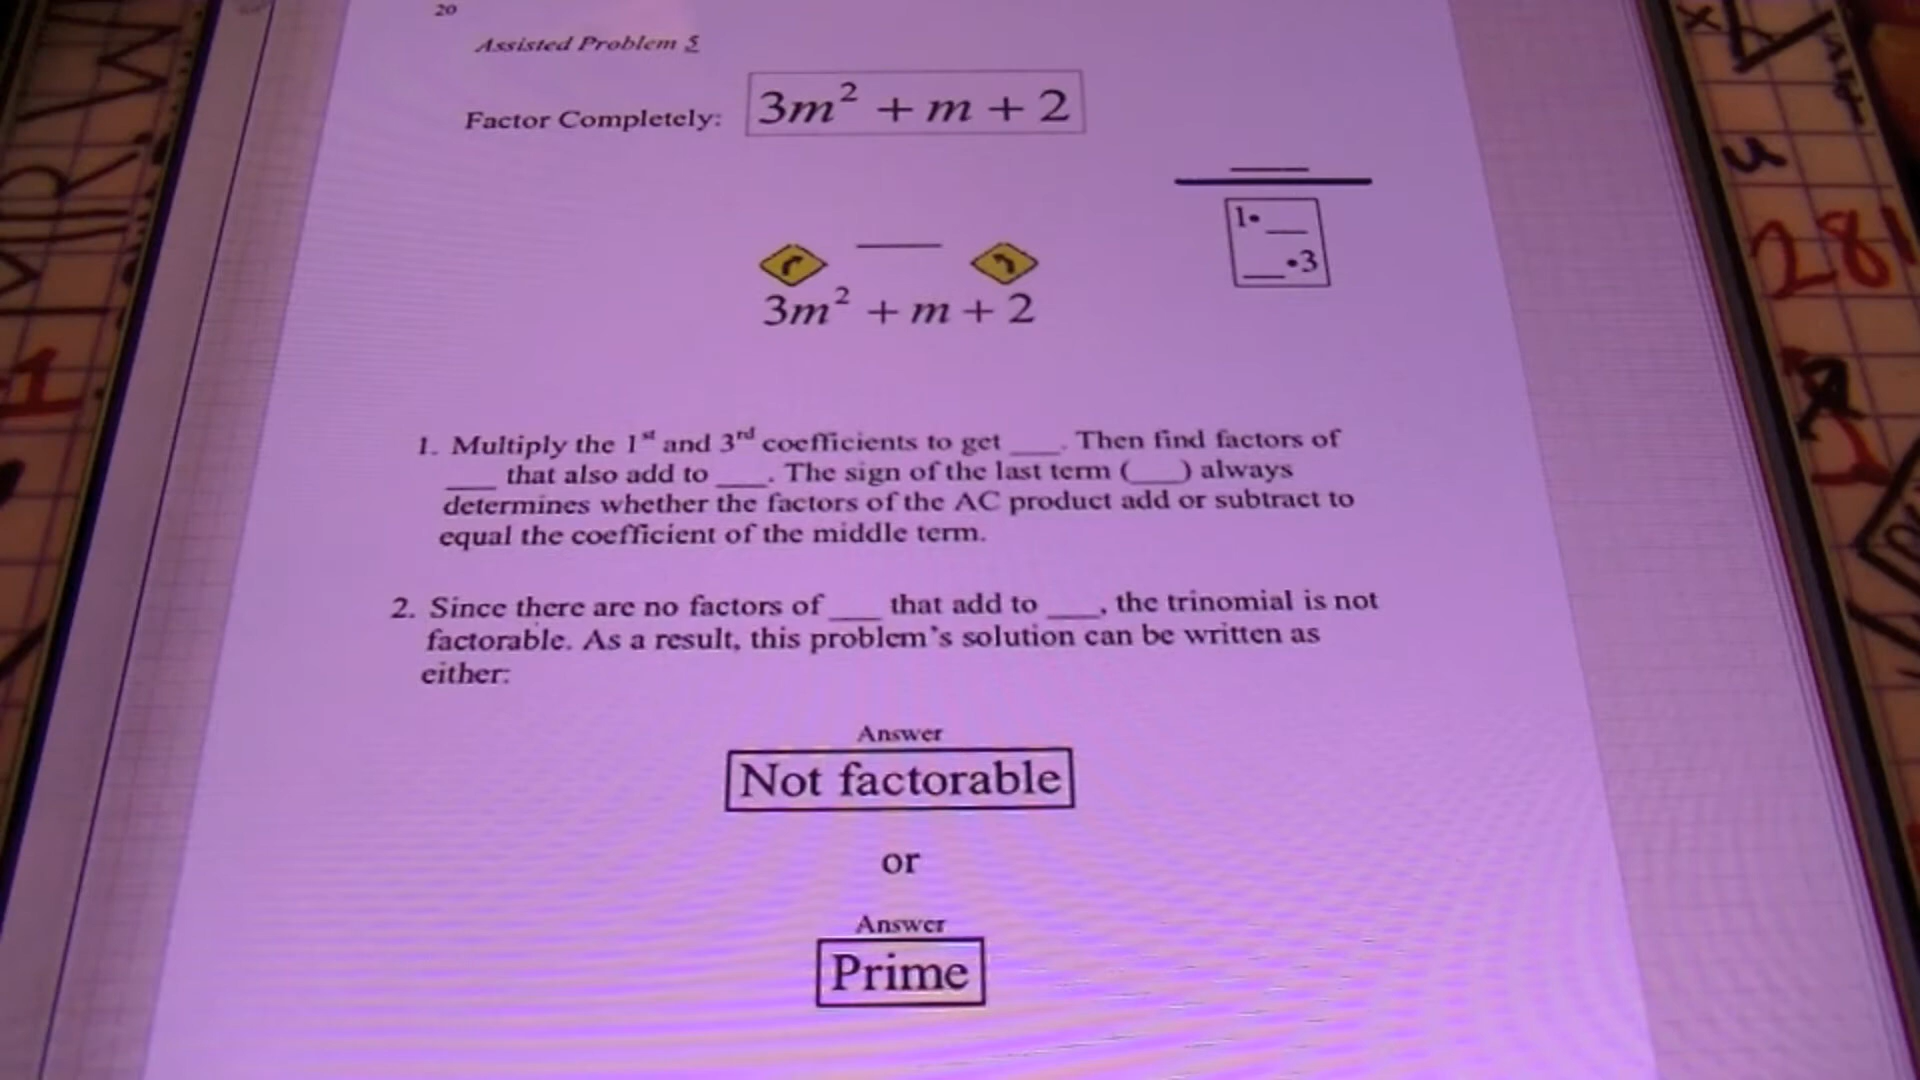 20
Assisted Problem 5
Factor Completely: 3m² + m + 2
1•__
__•3
3m² + m + 2
1. Multiply the 1st and 3rd coefficients to get ___. Then find factors of
___ that also add to ___. The sign of the last term (___) always
determines whether the factors of the AC product add or subtract to
equal the coefficient of the middle term.
2. Since there are no factors of ___ that add to ___, the trinomial is not
factorable. As a result, this problem's solution can be written as
either:
Answer
Not factorable
or
Answer
Prime
281